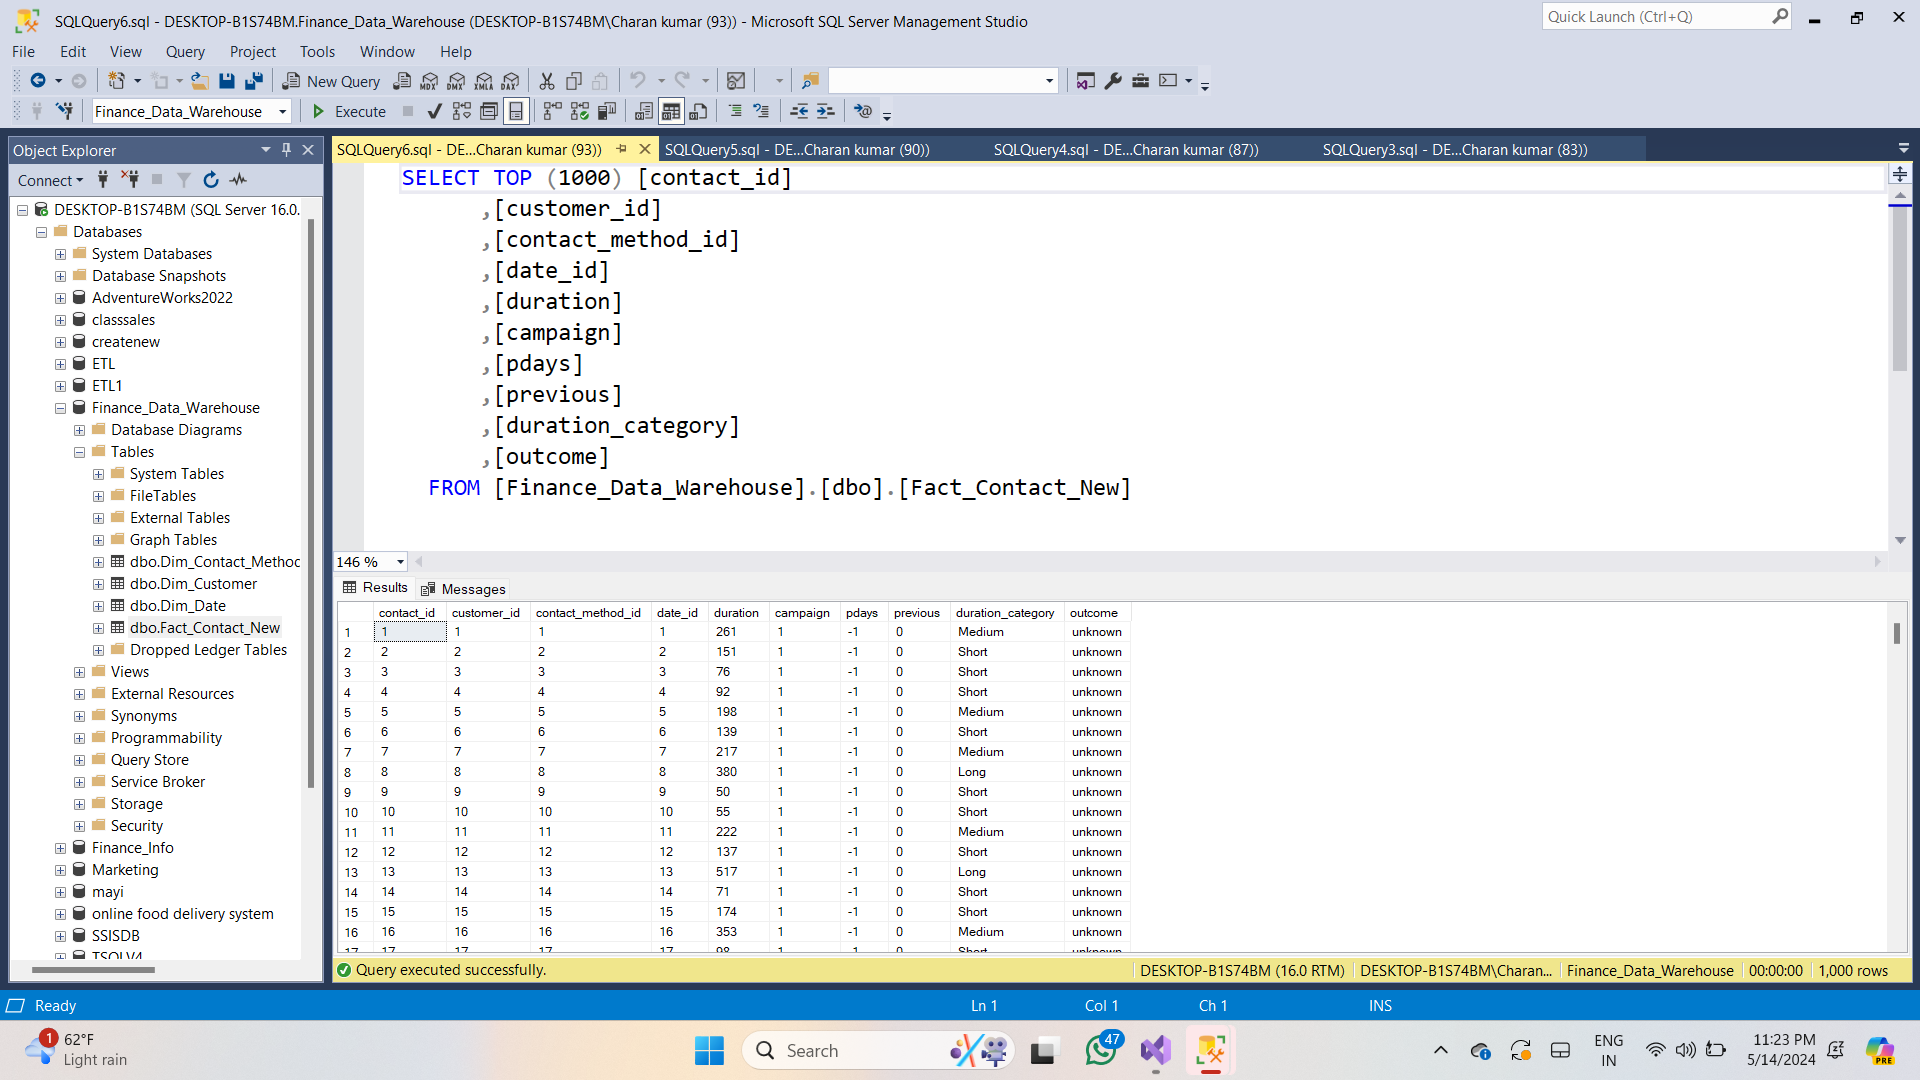 SQLQuery6.sql - DESKTOP-B1S74BM.Finance_Data_Warehouse (DESKTOP-B1S74BM\Charan kumar (93)) - Microsoft SQL Server Management Studio
Quick Launch (Ctrl+Q)
File Edit View Query Project Tools Window Help
New Query
MDX DMX XMLA DAX
Finance_Data_Warehouse Execute
Object Explorer
Connect
DESKTOP-B1S74BM (SQL Server 16.0.
Databases
System Databases
Database Snapshots
AdventureWorks2022
classsales
createnew
ETL
ETL1
Finance_Data_Warehouse
Database Diagrams
Tables
System Tables
FileTables
External Tables
Graph Tables
dbo.Dim_Contact_Method
dbo.Dim_Customer
dbo.Dim_Date
dbo.Fact_Contact_New
Dropped Ledger Tables
Views
External Resources
Synonyms
Programmability
Query Store
Service Broker
Storage
Security
Finance_Info
Marketing
mayi
online food delivery system
SSISDB
TSQLV4
SQLQuery6.sql - DE...Charan kumar (93)) SQLQuery5.sql - DE...Charan kumar (90)) SQLQuery4.sql - DE...Charan kumar (87)) SQLQuery3.sql - DE...Charan kumar (83))
SELECT TOP (1000) [contact_id]
,[customer_id]
,[contact_method_id]
,[date_id]
,[duration]
,[campaign]
,[pdays]
,[previous]
,[duration_category]
,[outcome]
FROM [Finance_Data_Warehouse].[dbo].[Fact_Contact_New]
146 %
Results Messages
contact_id customer_id contact_method_id date_id duration campaign pdays previous duration_category outcome
1 1 1 1 1 261 1 -1 0 Medium unknown
2 2 2 2 2 151 1 -1 0 Short unknown
3 3 3 3 3 76 1 -1 0 Short unknown
4 4 4 4 4 92 1 -1 0 Short unknown
5 5 5 5 5 198 1 -1 0 Medium unknown
6 6 6 6 6 139 1 -1 0 Short unknown
7 7 7 7 7 217 1 -1 0 Medium unknown
8 8 8 8 8 380 1 -1 0 Long unknown
9 9 9 9 9 50 1 -1 0 Short unknown
10 10 10 10 10 55 1 -1 0 Short unknown
11 11 11 11 11 222 1 -1 0 Medium unknown
12 12 12 12 12 137 1 -1 0 Short unknown
13 13 13 13 13 517 1 -1 0 Long unknown
14 14 14 14 14 71 1 -1 0 Short unknown
15 15 15 15 15 174 1 -1 0 Short unknown
16 16 16 16 16 353 1 -1 0 Medium unknown
17 17 17 17 17 98 1 -1 0 Short unknown
Query executed successfully. DESKTOP-B1S74BM (16.0 RTM) DESKTOP-B1S74BM\Charan... Finance_Data_Warehouse 00:00:00 1,000 rows
Ready Ln 1 Col 1 Ch 1 INS
1 62°F
Light rain
Search
47
ENG
IN
11:23 PM
5/14/2024
PRE